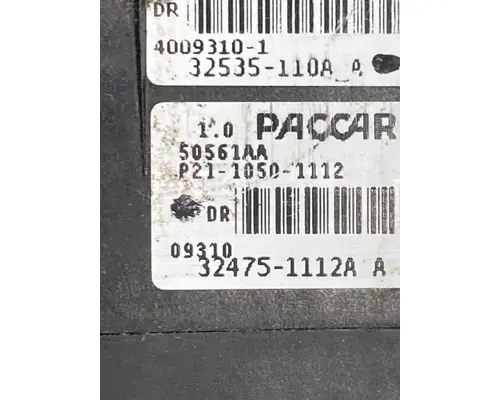 DR
4009310-1
32535-110A A
1.0 PACCAR
50561AA
P21-1050-1112
DR
09310
32475-1112A A